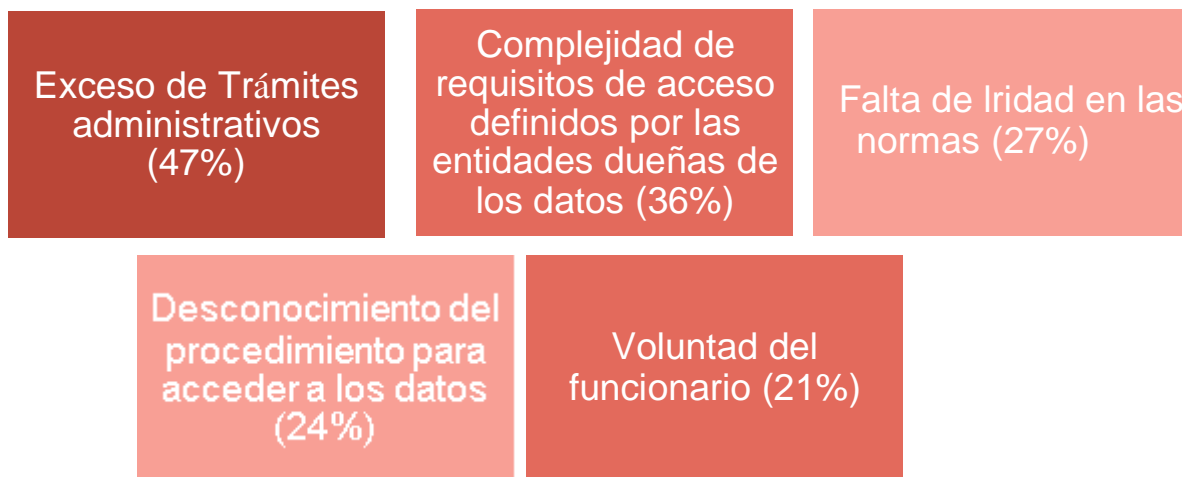 Exceso de Trámites
administrativos
(47%)
Complejidad de
requisitos de acceso
definidos por las
entidades dueñas de
los datos (36%)
Falta de lridad en las
normas (27%)
Desconocimiento del
procedimiento para
acceder a los datos
(24%)
Voluntad del
funcionario (21%)